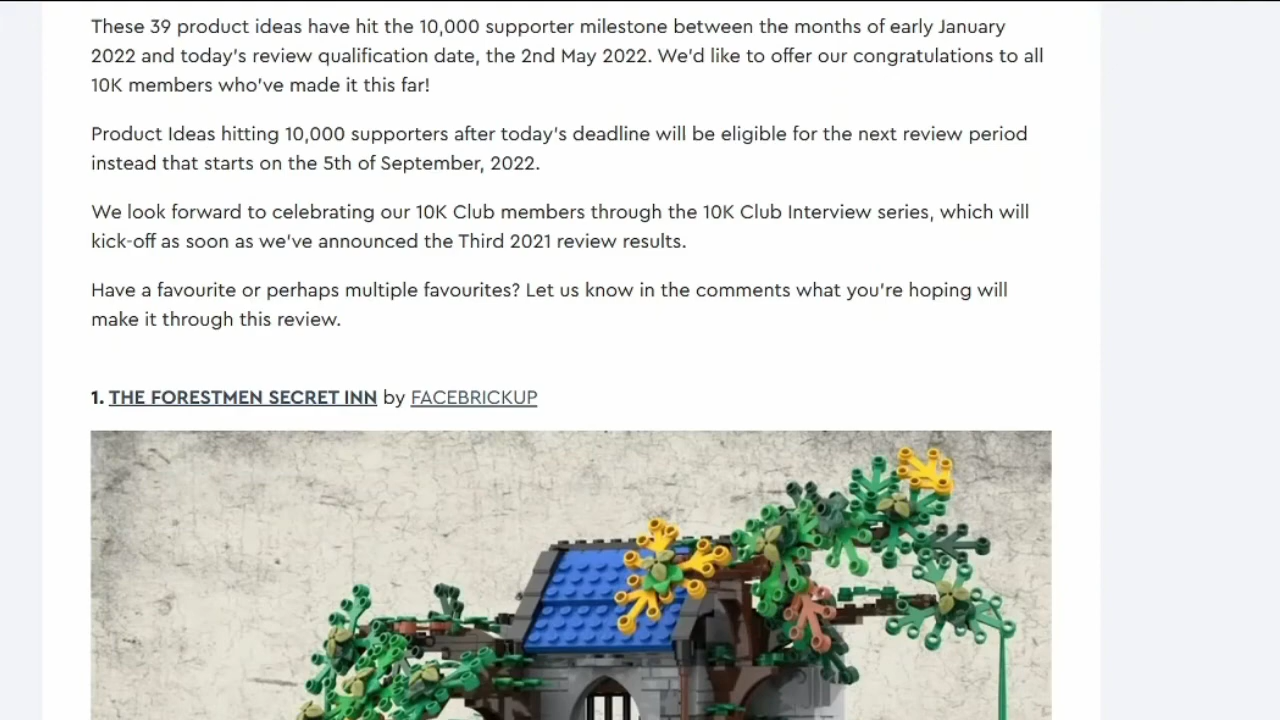 These 39 product ideas have hit the 10,000 supporter milestone between the months of early January
2022 and today's review qualification date, the 2nd May 2022. We'd like to offer our congratulations to all
10K members who've made it this far!
Product Ideas hitting 10,000 supporters after today's deadline will be eligible for the next review period
instead that starts on the 5th of September, 2022.
We look forward to celebrating our 10K Club members through the 10K Club Interview series, which will
kick-off as soon as we've announced the Third 2021 review results.
Have a favourite or perhaps multiple favourites? Let us know in the comments what you're hoping will
make it through this review.
1. THE FORESTMEN SECRET INN by FACEBRICKUP